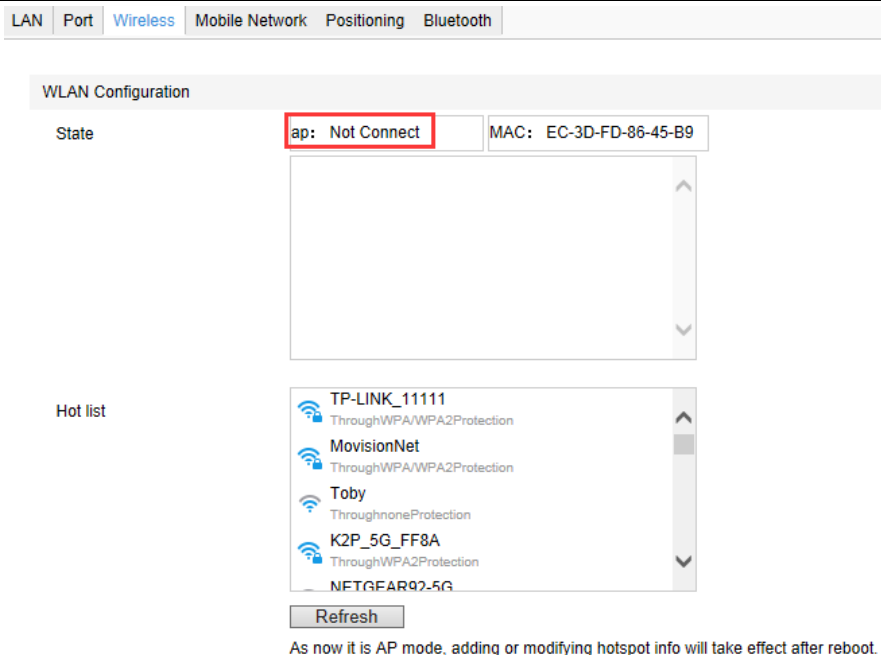 LAN Port Wireless Mobile Network Positioning Bluetooth
WLAN Configuration
State ap: Not Connect MAC: EC-3D-FD-86-45-B9
Hot list
TP-LINK_11111
ThroughWPA/WPA2Protection
MovisionNet
ThroughWPA/WPA2Protection
Toby
ThroughnoneProtection
K2P_5G_FF8A
ThroughWPA2Protection
NETGEAR92-5G
Refresh
As now it is AP mode, adding or modifying hotspot info will take effect after reboot.